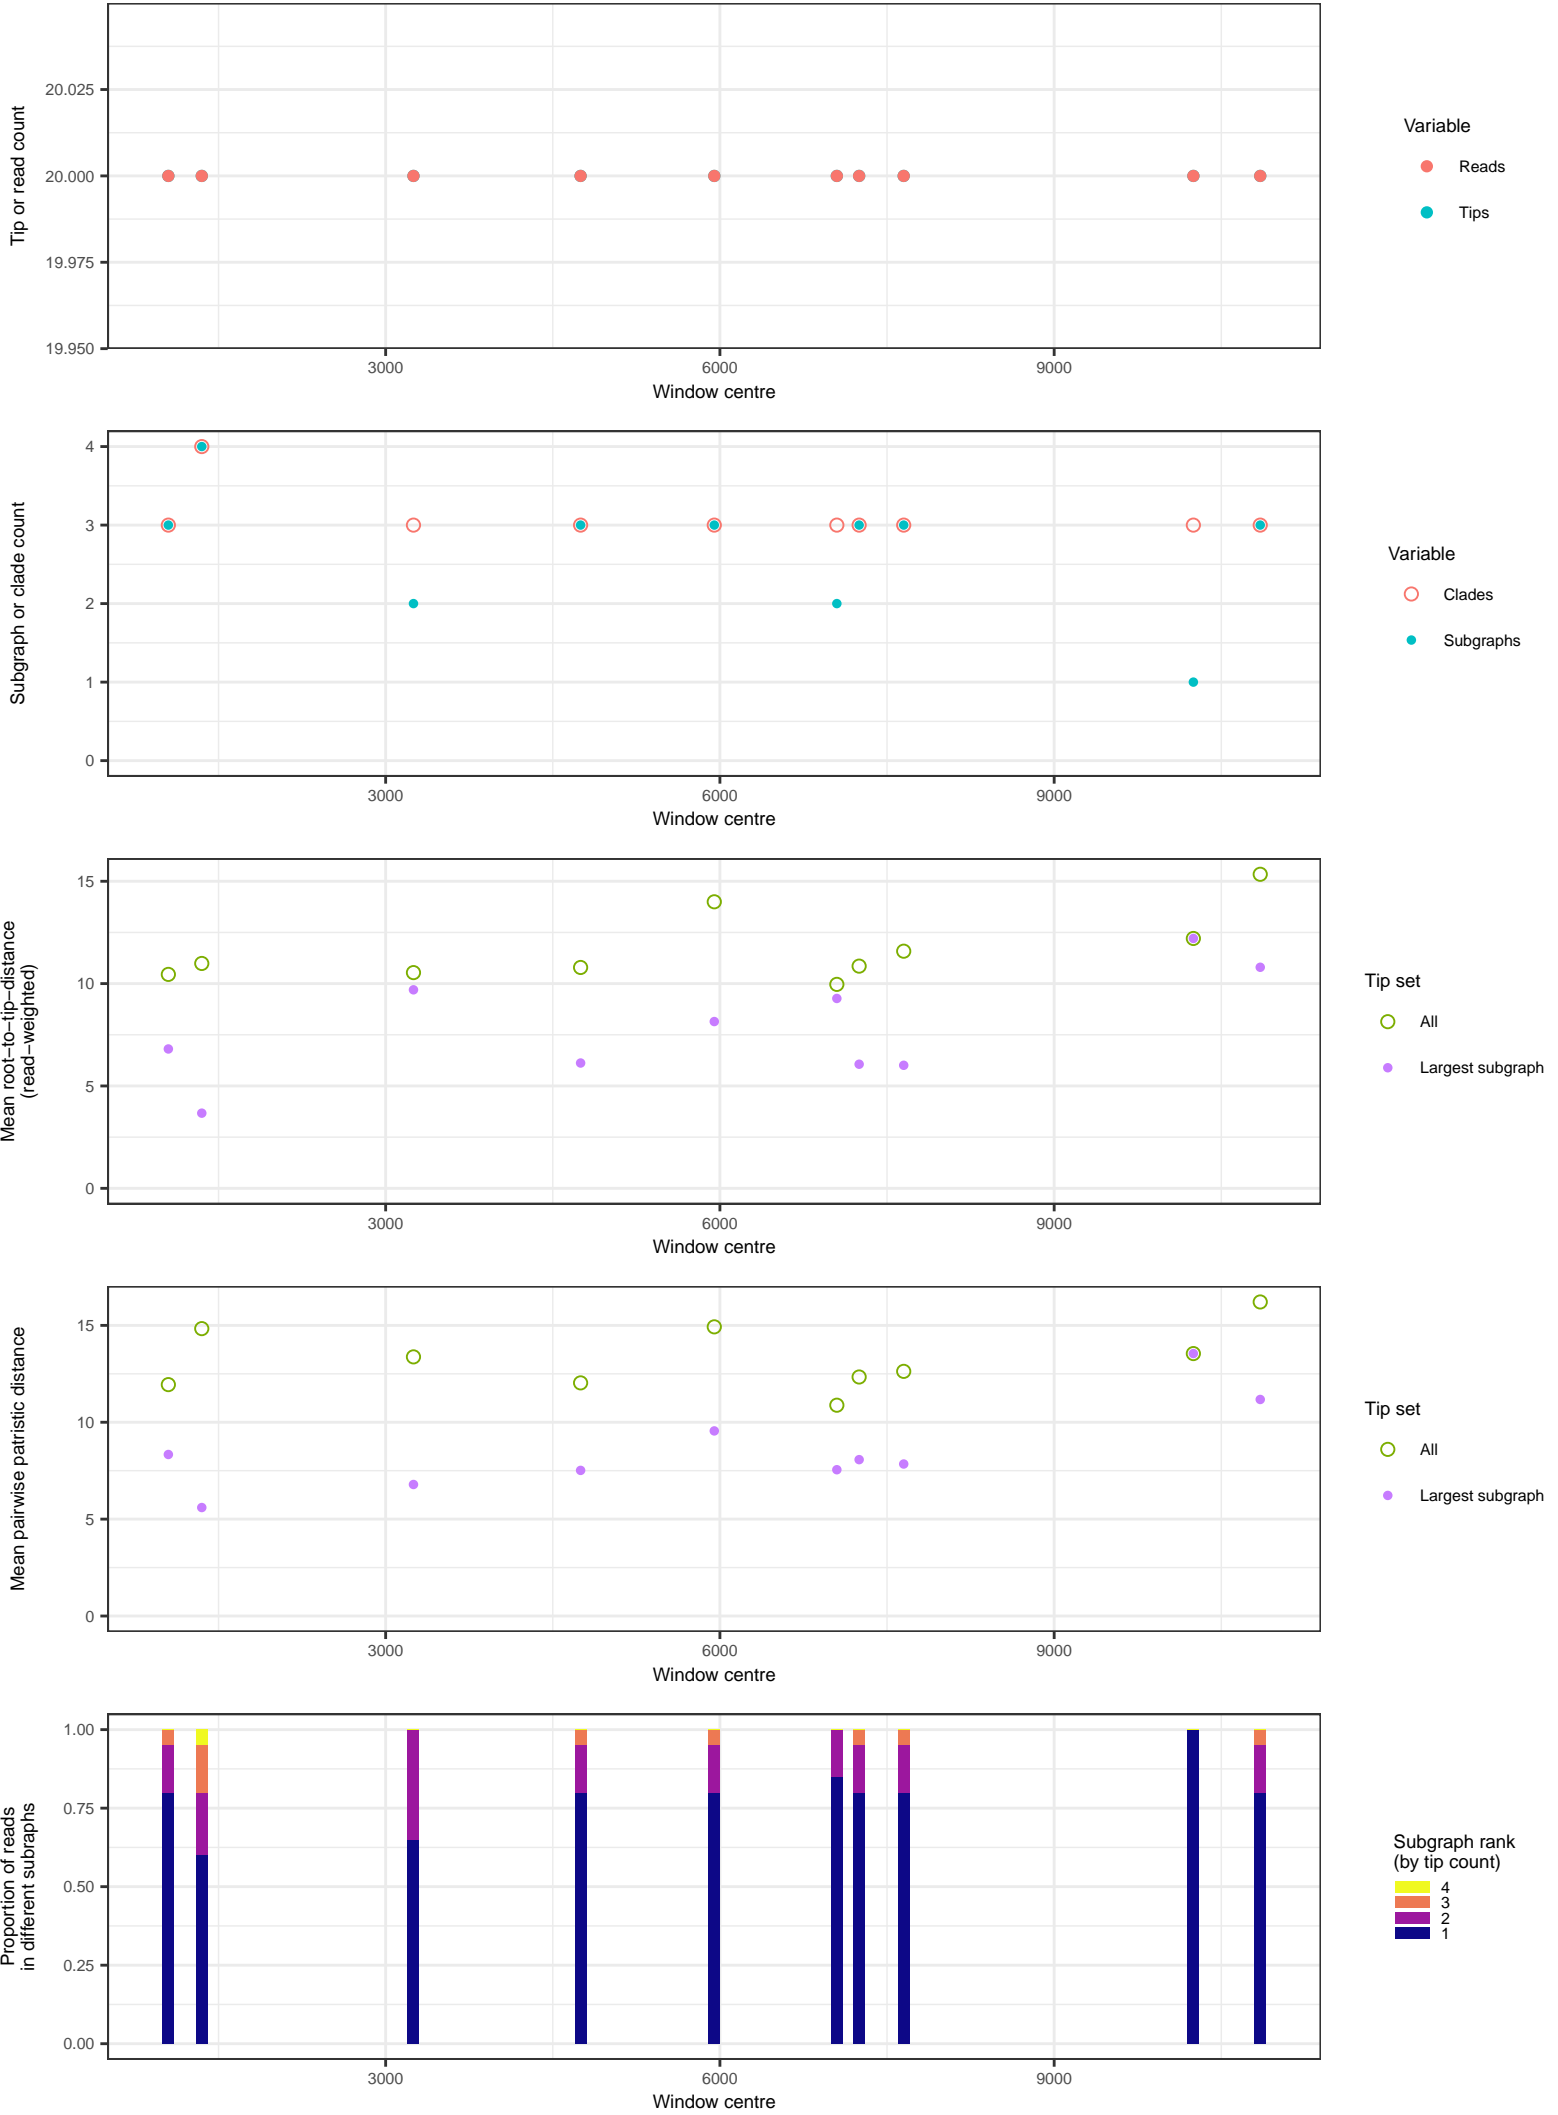 20.025
20.000
19.975
19.950
Tip or read count
3000
6000
9000
Window centre
Variable
Reads
Tips
4
3
2
1
0
Subgraph or clade count
3000
6000
9000
Window centre
Variable
Clades
Subgraphs
15
10
5
0
Mean root−to−tip−distance
(read−weighted)
3000
6000
9000
Window centre
Tip set
All
Largest subgraph
15
10
5
0
Mean pairwise patristic distance
3000
6000
9000
Window centre
Tip set
All
Largest subgraph
1.00
0.75
0.50
0.25
0.00
Proportion of reads
in different subraphs
3000
6000
9000
Window centre
Subgraph rank
(by tip count)
4
3
2
1